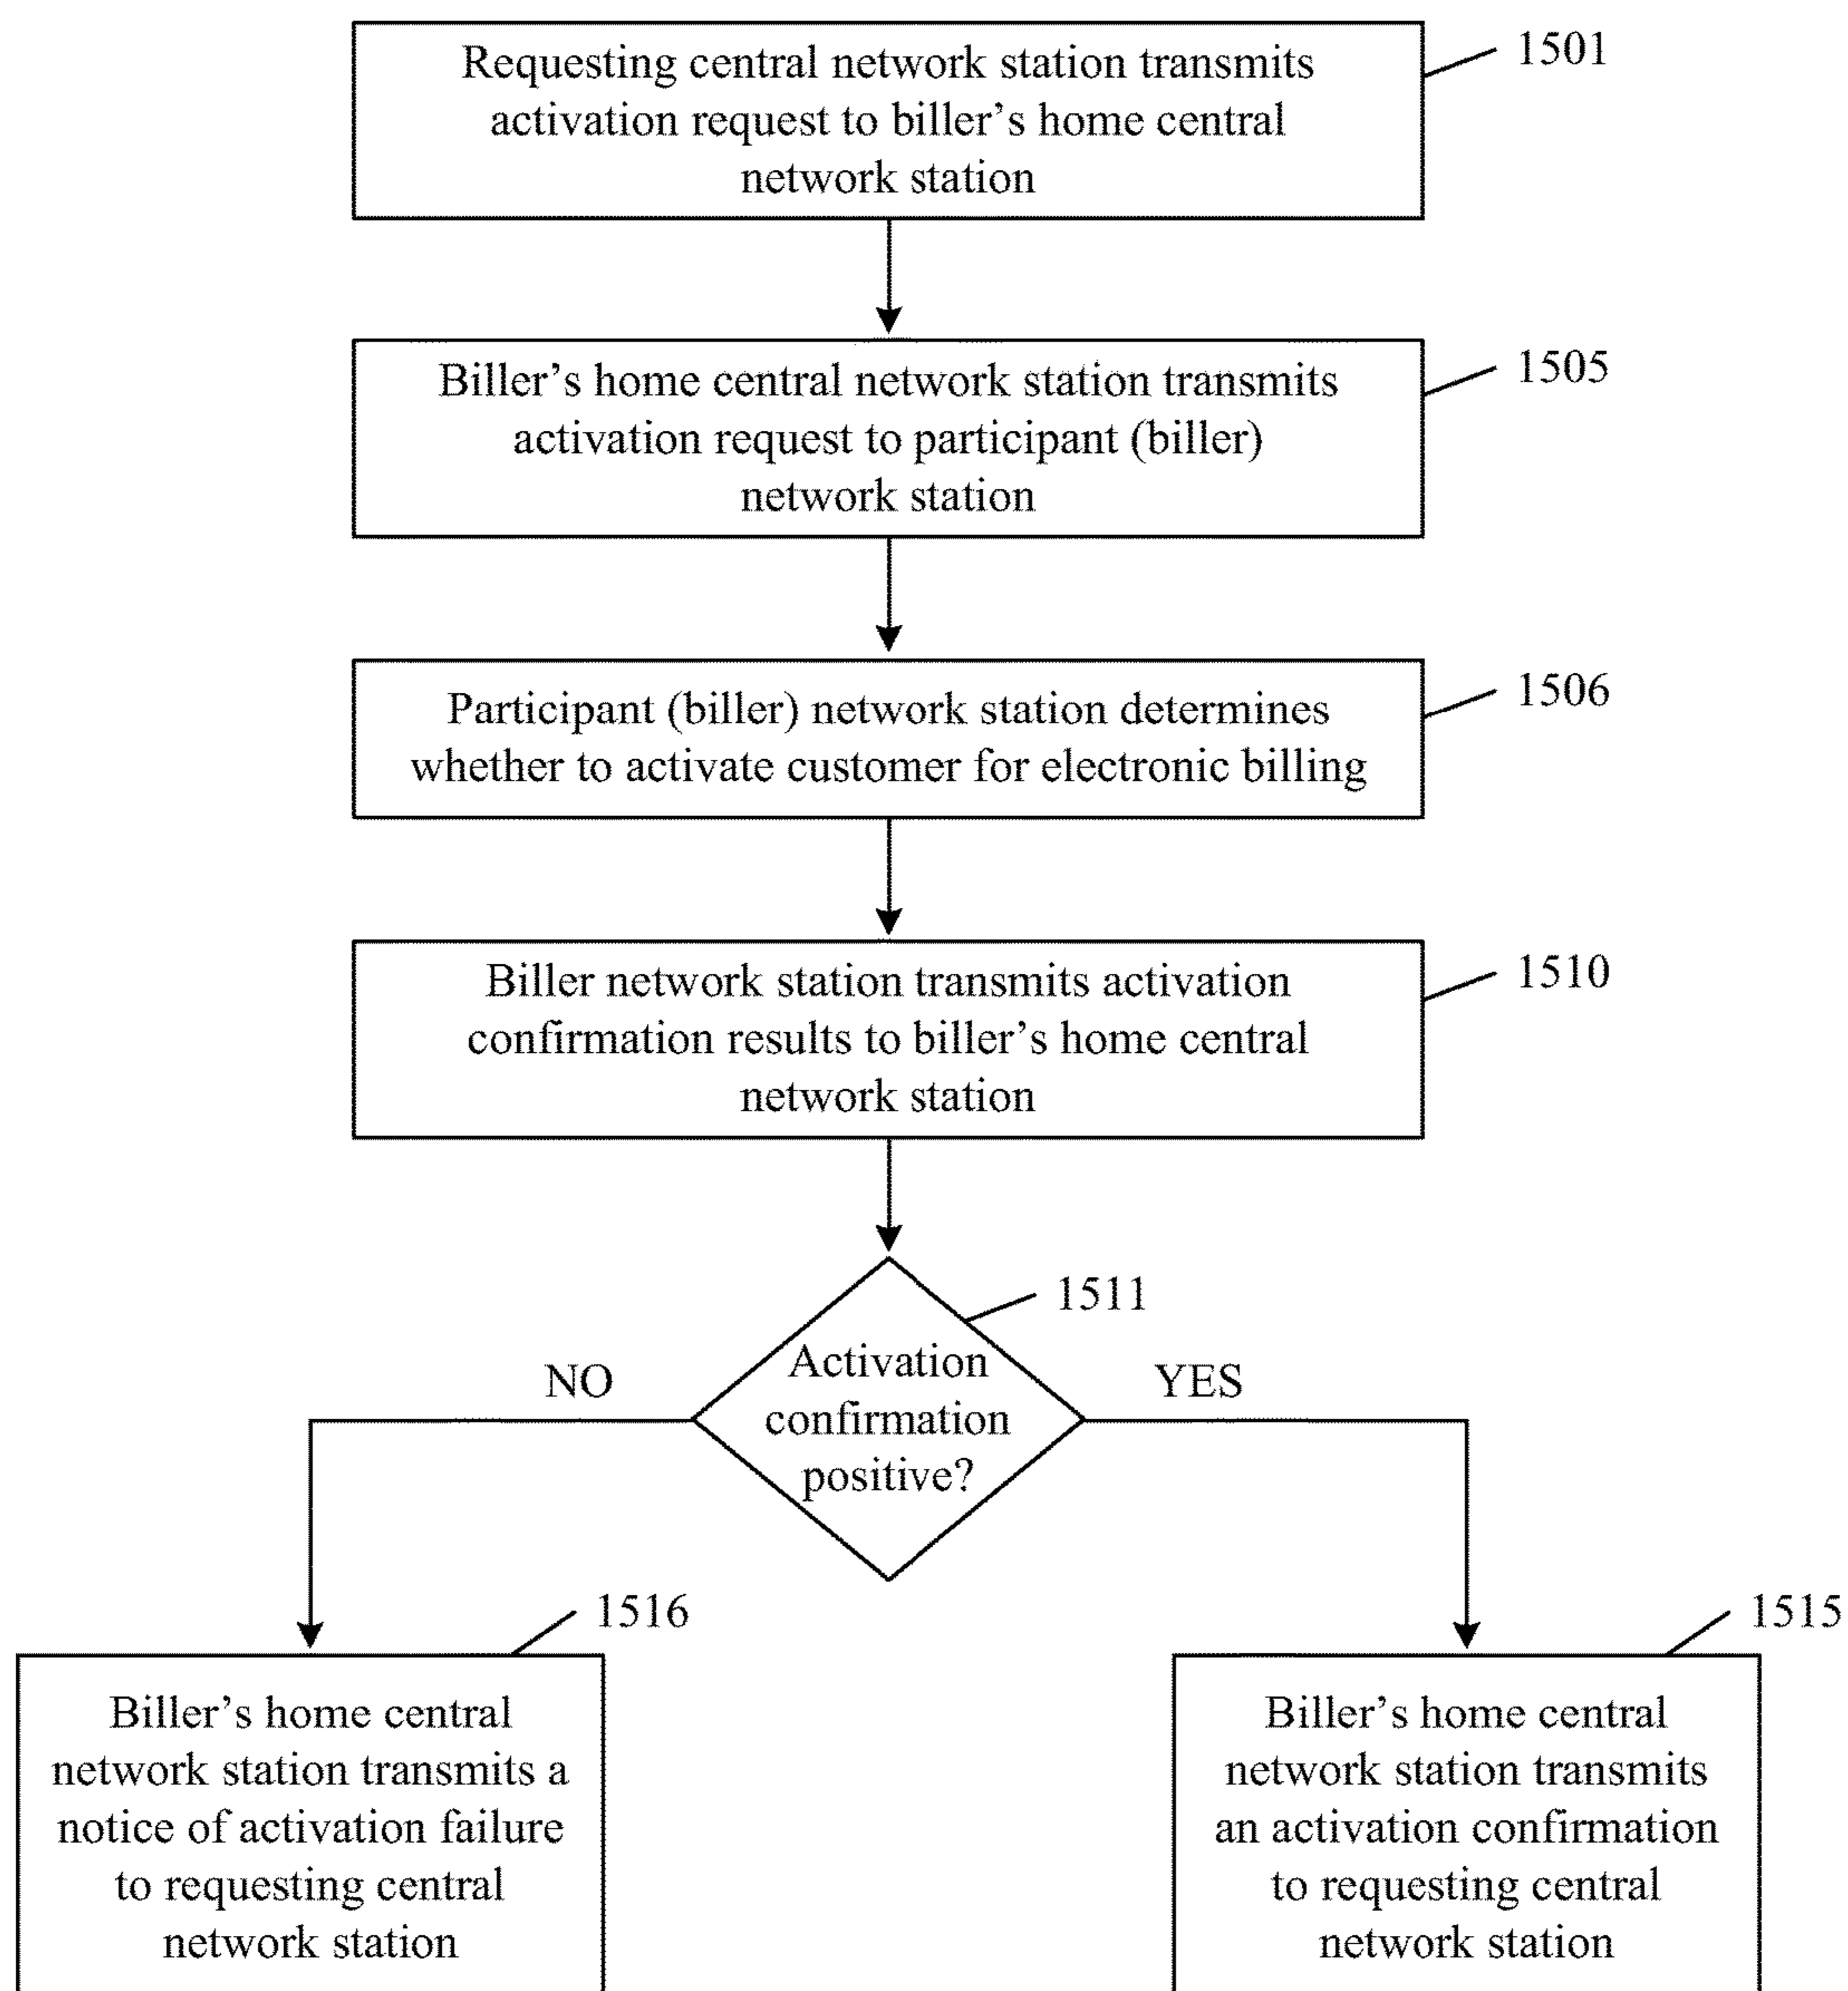 Requesting central network station transmits
activation request to biller's home central
network station
1501
Biller's home central network station transmits
activation request to participant (biller)
network station
1505
Participant (biller) network station determines
whether to activate customer for electronic billing
1506
Biller network station transmits activation
confirmation results to biller's home central
network station
1510
1511
Activation
confirmation
positive?
NO
YES
1516
Biller's home central
network station transmits a
notice of activation failure
to requesting central
network station
1515
Biller's home central
network station transmits
an activation confirmation
to requesting central
network station